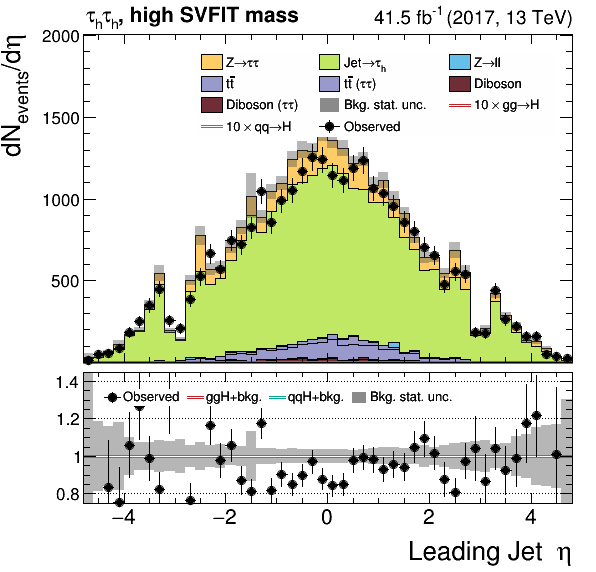 τhτh, high SVFIT mass 41.5 fb⁻¹ (2017, 13 TeV)
dNevents/dη
2000
1500
1000
500
Z→ττ Jet→τh Z→ll
tt̄ tt̄ (ττ) Diboson
Diboson (ττ) Bkg. stat. unc. 10 × gg→H
10 × qq→H Observed
1.4
1.2
1
0.8
Observed ggH+bkg. qqH+bkg. Bkg. stat. unc.
−4 −2 0 2 4
Leading Jet η